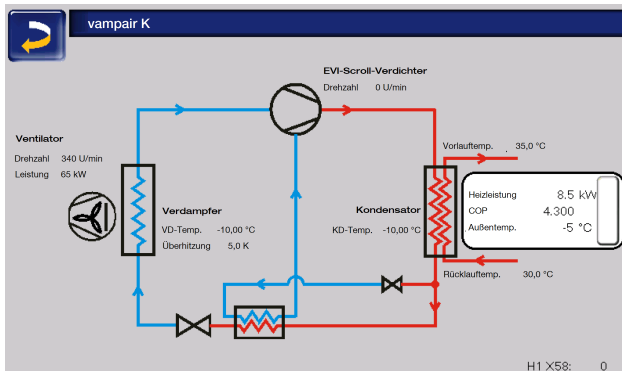 vampair K
EVI-Scroll-Verdichter
Drehzahl 0 U/min
Ventilator
Drehzahl 340 U/min
Leistung 65 kW
Vorlauftemp. 35,0 °C
Verdampfer
VD-Temp. -10,00 °C
Überhitzung 5,0 K
Kondensator
KD-Temp. -10,00 °C
Heizleistung 8.5 kW
COP 4.300
Außentemp. -5 °C
Rücklauftemp. 30,0 °C
H1 X58: 0